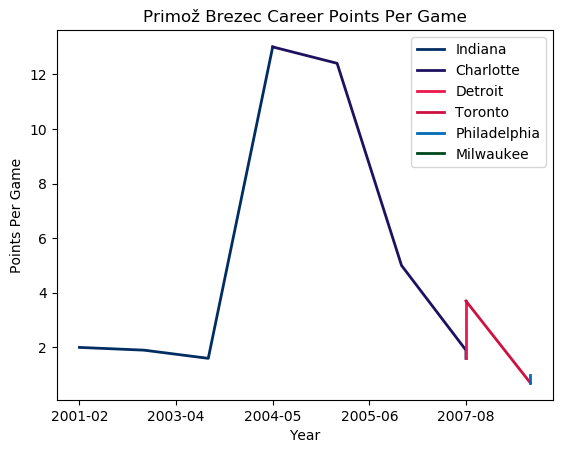 Primož Brezec Career Points Per Game
Indiana
Charlotte
Detroit
Toronto
Philadelphia
Milwaukee
Points Per Game
12
10
8
6
4
2
2001-02
2003-04
2004-05
2005-06
2007-08
Year